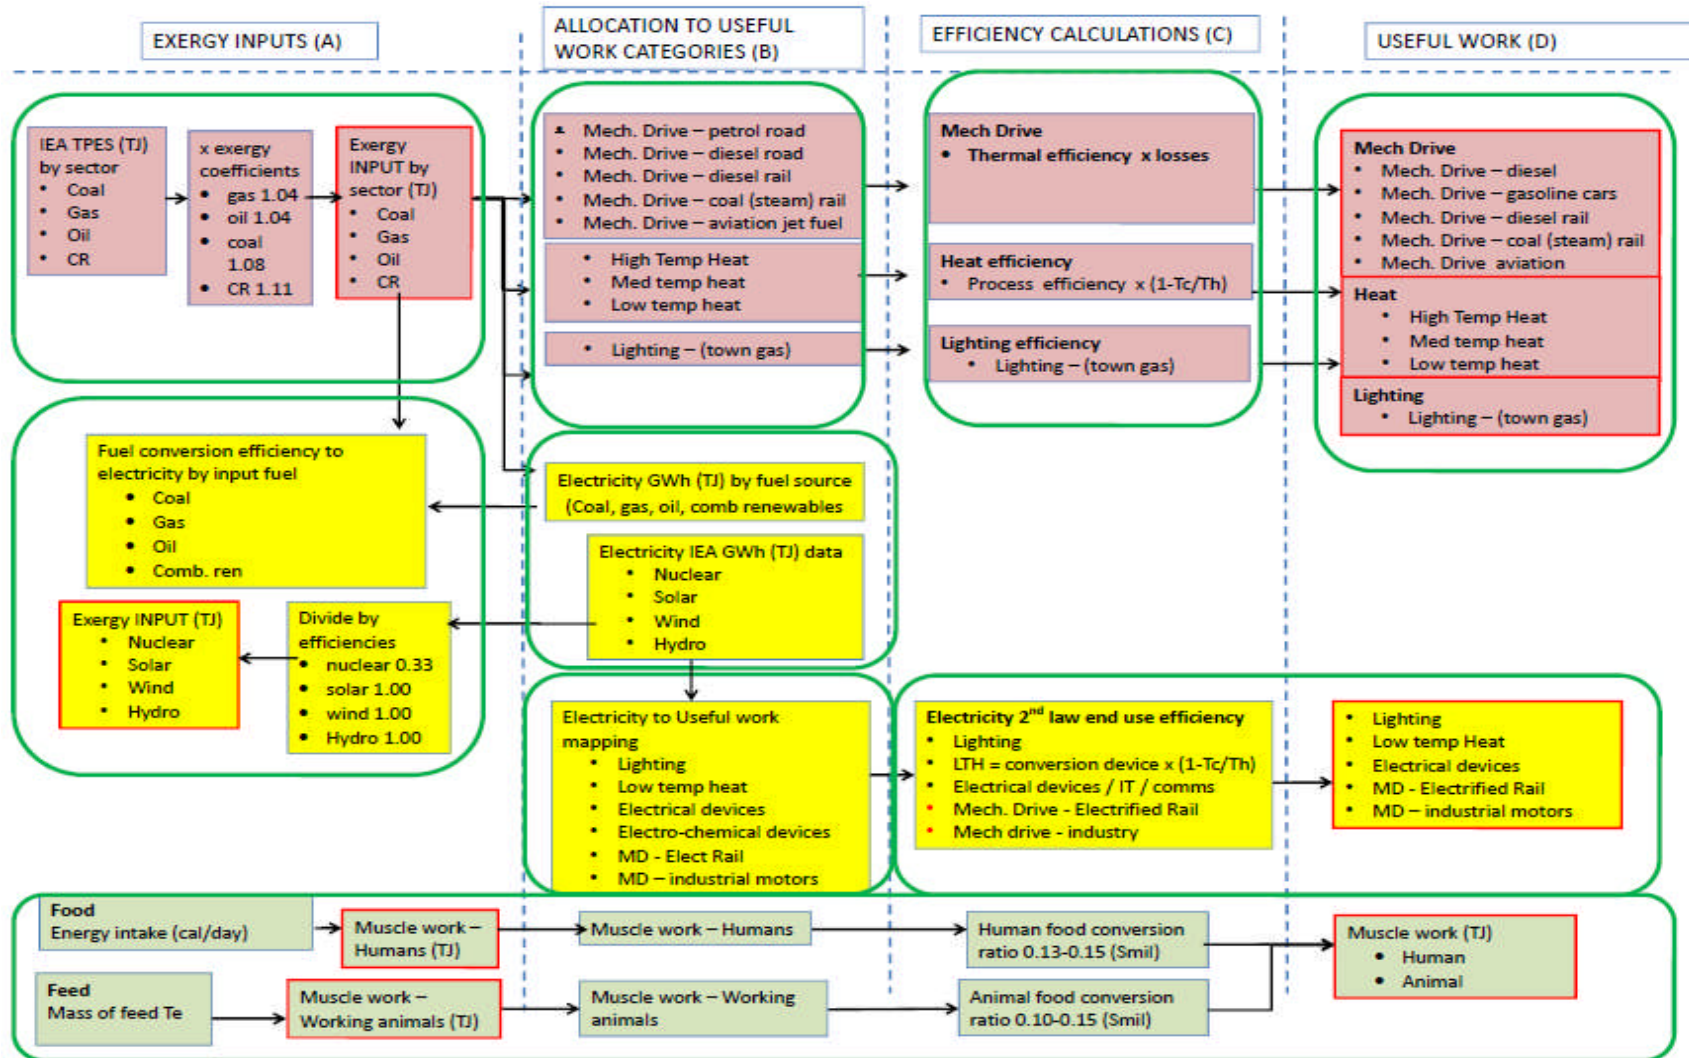 EXERGY INPUTS (A)
ALLOCATION TO USEFUL
WORK CATEGORIES (B)
EFFICIENCY CALCULATIONS (C)
USEFUL WORK (D)
IEA TPES (TJ)
by sector
• Coal
• Gas
• Oil
• CR
x exergy
coefficients
• gas 1.04
• oil 1.04
• coal
1.08
• CR 1.11
Exergy
INPUT by
sector (TJ)
• Coal
• Gas
• Oil
• CR
• Mech. Drive – petrol road
• Mech. Drive – diesel road
• Mech. Drive – diesel rail
• Mech. Drive – coal (steam) rail
• Mech. Drive – aviation jet fuel
• High Temp Heat
• Med temp heat
• Low temp heat
• Lighting – (town gas)
Mech Drive
• Thermal efficiency x losses
Heat efficiency
• Process efficiency x (1-Tc/Th)
Lighting efficiency
• Lighting – (town gas)
Mech Drive
• Mech. Drive – diesel
• Mech. Drive – gasoline cars
• Mech. Drive – diesel rail
• Mech. Drive – coal (steam) rail
• Mech. Drive aviation
Heat
• High Temp Heat
• Med temp heat
• Low temp heat
Lighting
• Lighting – (town gas)
Fuel conversion efficiency to
electricity by input fuel
• Coal
• Gas
• Oil
• Comb. ren
Electricity GWh (TJ) by fuel source
(Coal, gas, oil, comb renewables
Electricity IEA GWh (TJ) data
• Nuclear
• Solar
• Wind
• Hydro
Exergy INPUT (TJ)
• Nuclear
• Solar
• Wind
• Hydro
Divide by
efficiencies
• nuclear 0.33
• solar 1.00
• wind 1.00
• Hydro 1.00
Electricity to Useful work
mapping
• Lighting
• Low temp heat
• Electrical devices
• Electro-chemical devices
• MD - Elect Rail
• MD – industrial motors
Electricity 2nd law end use efficiency
• Lighting
• LTH = conversion device x (1-Tc/Th)
• Electrical devices / IT / comms
• Mech. Drive - Electrified Rail
• Mech drive - industry
• Lighting
• Low temp Heat
• Electrical devices
• MD - Electrified Rail
• MD – industrial motors
Food
Energy intake (cal/day)
Muscle work –
Humans (TJ)
Muscle work – Humans
Human food conversion
ratio 0.13-0.15 (Smil)
Muscle work (TJ)
• Human
• Animal
Feed
Mass of feed Te
Muscle work –
Working animals (TJ)
Muscle work – Working
animals
Animal food conversion
ratio 0.10-0.15 (Smil)